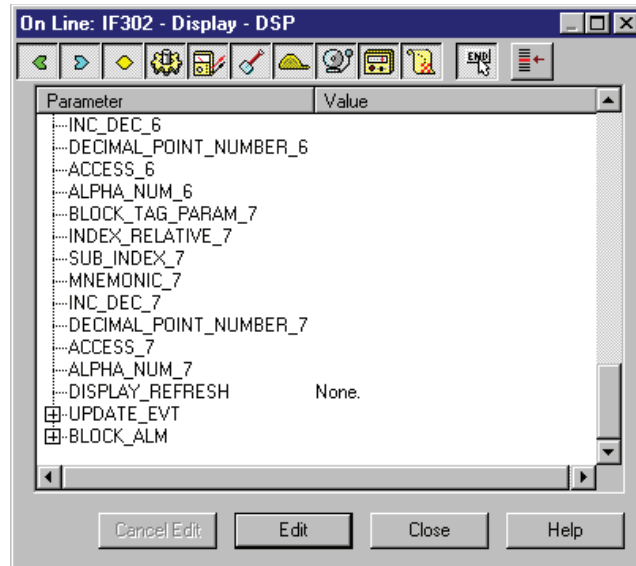 On Line: IF302 - Display - DSP
END
Parameter Value
INC_DEC_6
DECIMAL_POINT_NUMBER_6
ACCESS_6
ALPHA_NUM_6
BLOCK_TAG_PARAM_7
INDEX_RELATIVE_7
SUB_INDEX_7
MNEMONIC_7
INC_DEC_7
DECIMAL_POINT_NUMBER_7
ACCESS_7
ALPHA_NUM_7
DISPLAY_REFRESH None.
UPDATE_EVT
BLOCK_ALM
Cancel Edit Edit Close Help